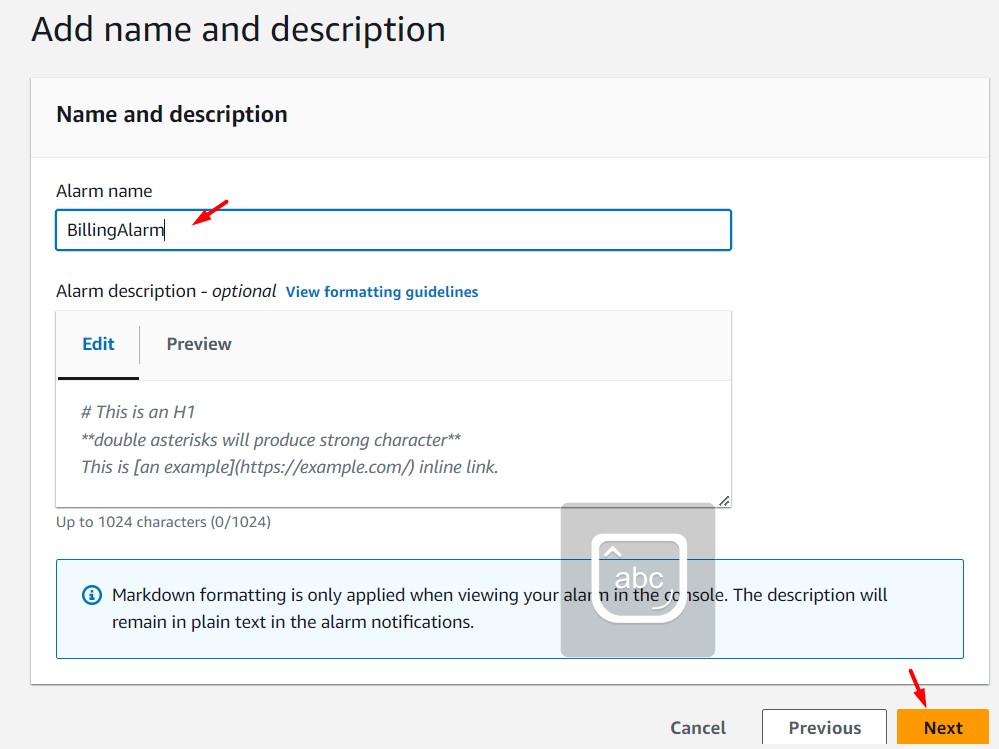 Add name and description
Name and description
Alarm name
BillingAlarm
Alarm description - optional View formatting guidelines
Edit Preview
# This is an H1
**double asterisks will produce strong character**
This is [an example](https://example.com/) inline link.
Up to 1024 characters (0/1024)
abc
Markdown formatting is only applied when viewing your alarm in the console. The description will
remain in plain text in the alarm notifications.
Cancel Previous Next